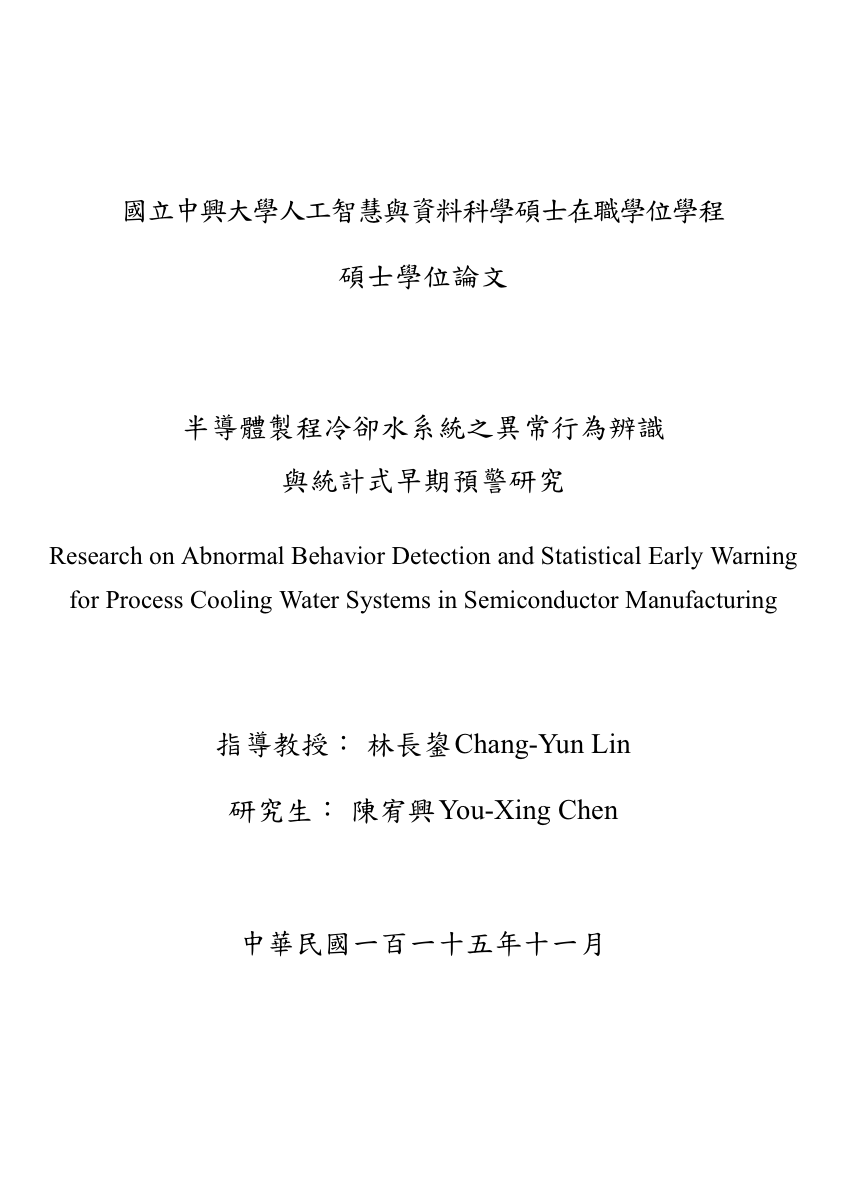 國立中興大學人工智慧與資料科學碩士在職學位學程
碩士學位論文
半導體製程冷卻水系統之異常行為辨識
與統計式早期預警研究
Research on Abnormal Behavior Detection and Statistical Early Warning
for Process Cooling Water Systems in Semiconductor Manufacturing
指導教授： 林長鋆Chang-Yun Lin
研究生： 陳宥興You-Xing Chen
中華民國一百一十五年十一月